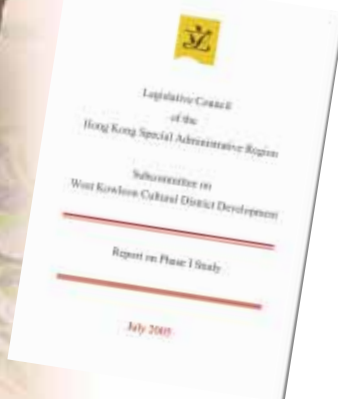 Legislative Council
of the
Hong Kong Special Administrative Region
Subcommittee on
West Kowloon Cultural District Development
Report on Phase I Study
July 2005